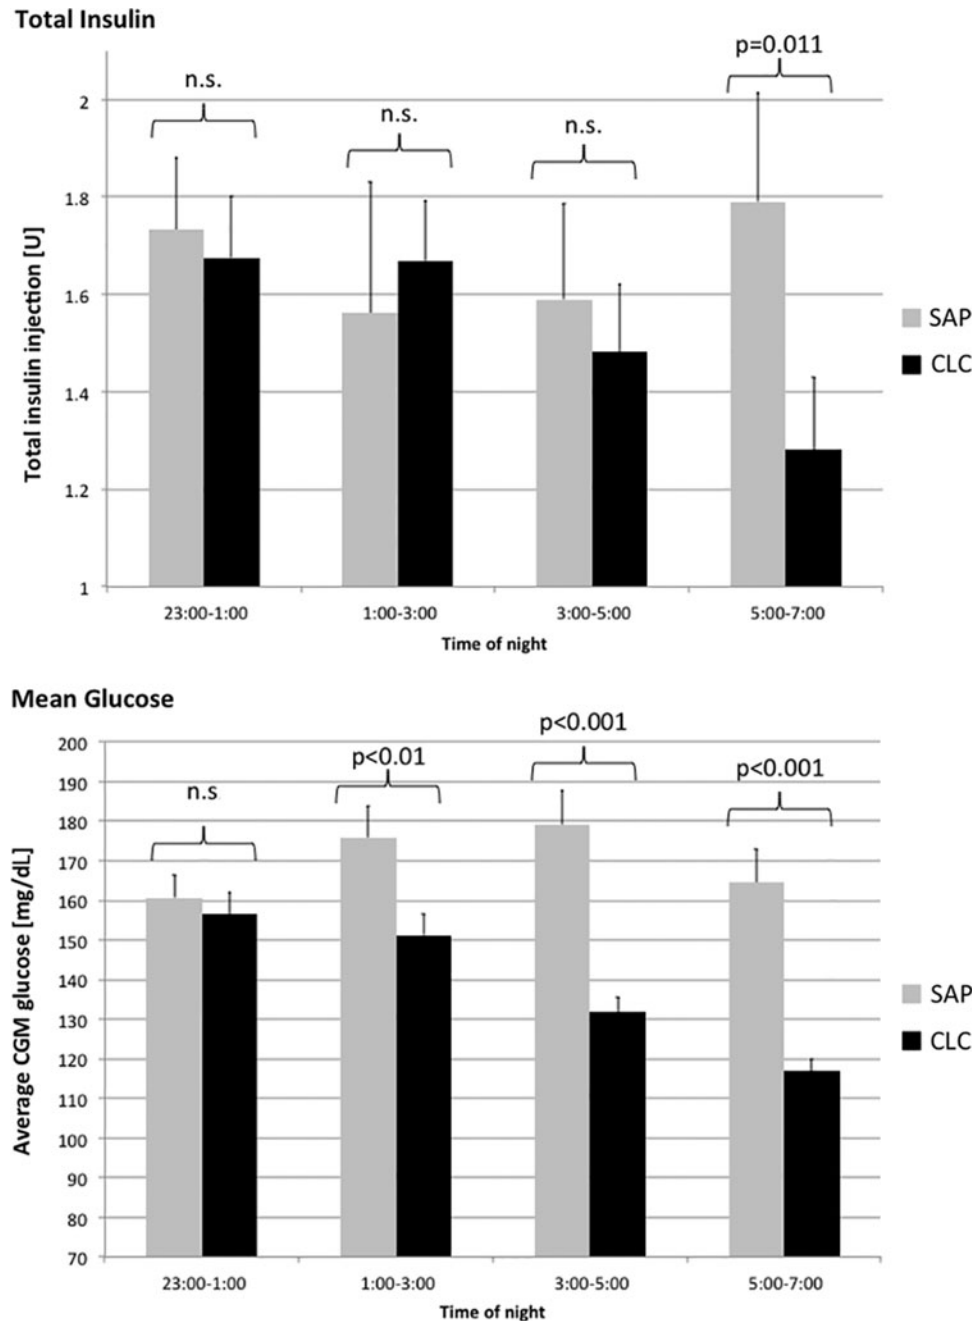 Total Insulin
p=0.011
n.s.
n.s.
n.s.
2
1.8
1.6
1.4
1.2
1
Total insulin injection [U]
SAP
CLC
23:00-1:00 1:00-3:00 3:00-5:00 5:00-7:00
Time of night
Mean Glucose
p<0.001
p<0.01
p<0.001
n.s
200
190
180
170
160
150
140
130
120
110
100
90
80
70
Average CGM glucose [mg/dL]
SAP
CLC
23:00-1:00 1:00-3:00 3:00-5:00 5:00-7:00
Time of night